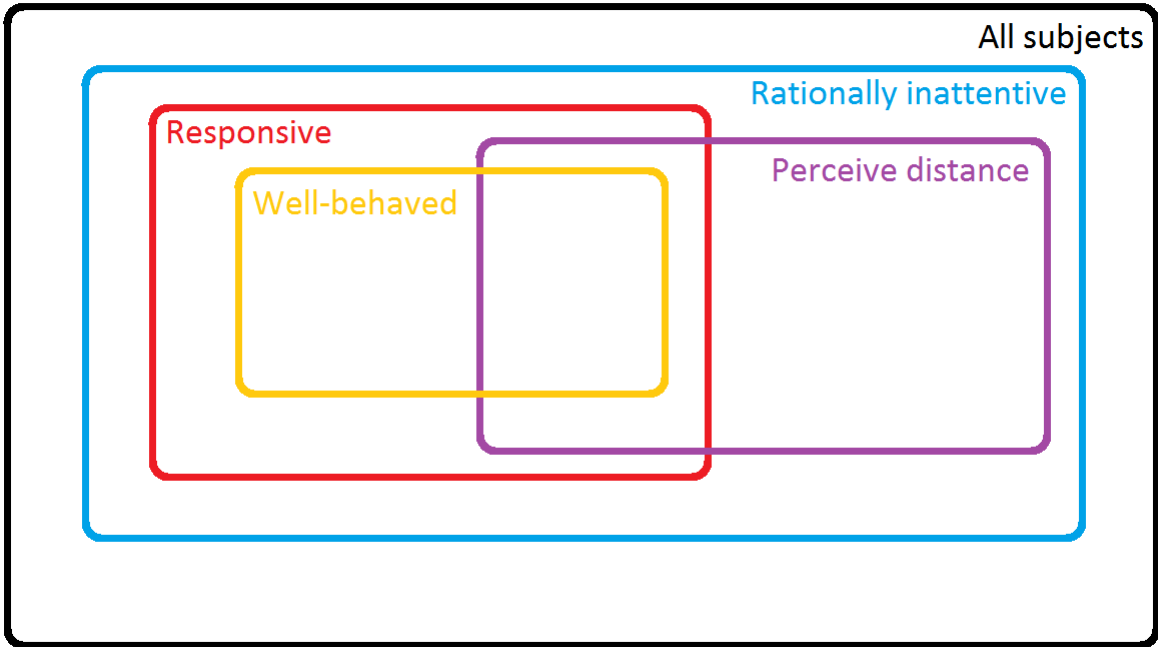 All subjects
Rationally inattentive
Responsive
Perceive distance
Well-behaved